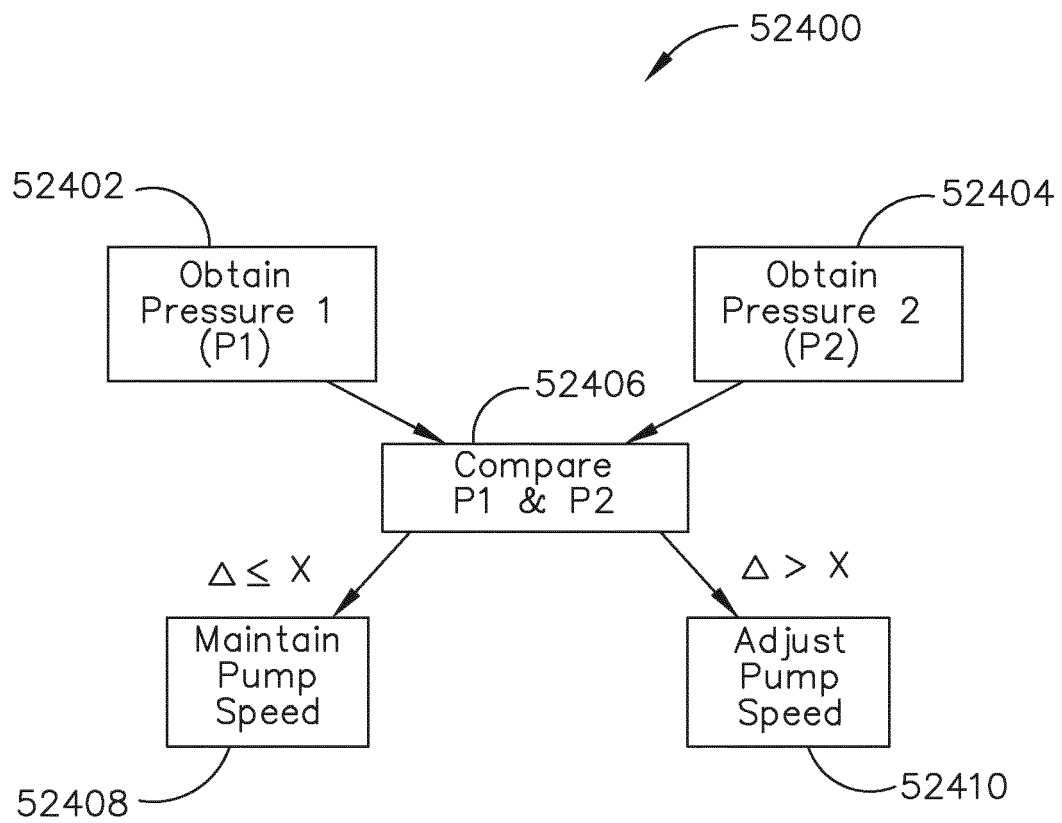 52400
52402
52404
Obtain
Pressure 1
(P1)
Obtain
Pressure 2
(P2)
52406
Compare
P1 & P2
Δ ≤ X
Δ > X
Maintain
Pump
Speed
Adjust
Pump
Speed
52408
52410